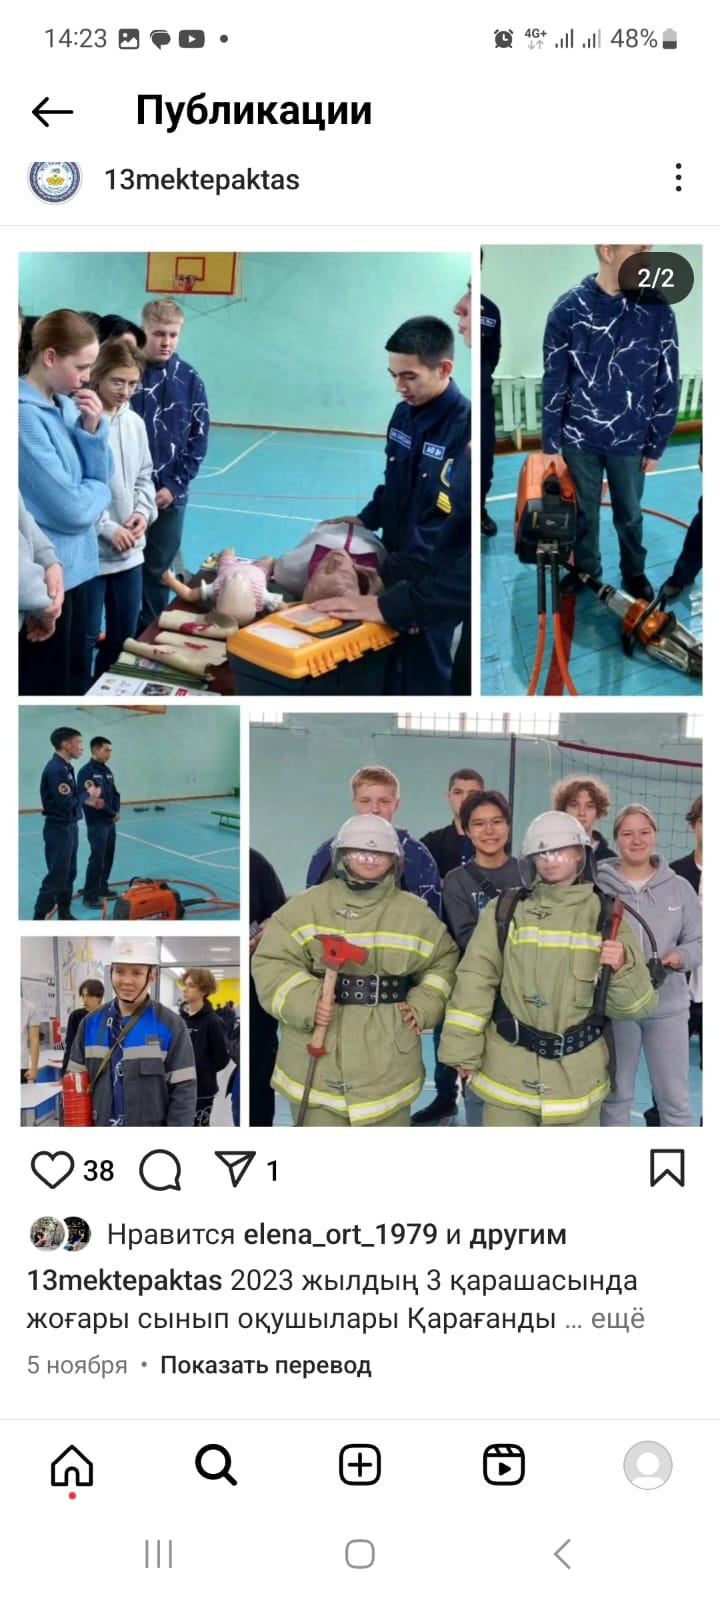 14:23
4G+
48%
Публикации
13mektepaktas
2/2
38
1
Нравится elena_ort_1979 и другим
13mektepaktas 2023 жылдың 3 қарашасында
жоғары сынып оқушылары Қарағанды ... ещё
5 ноября • Показать перевод